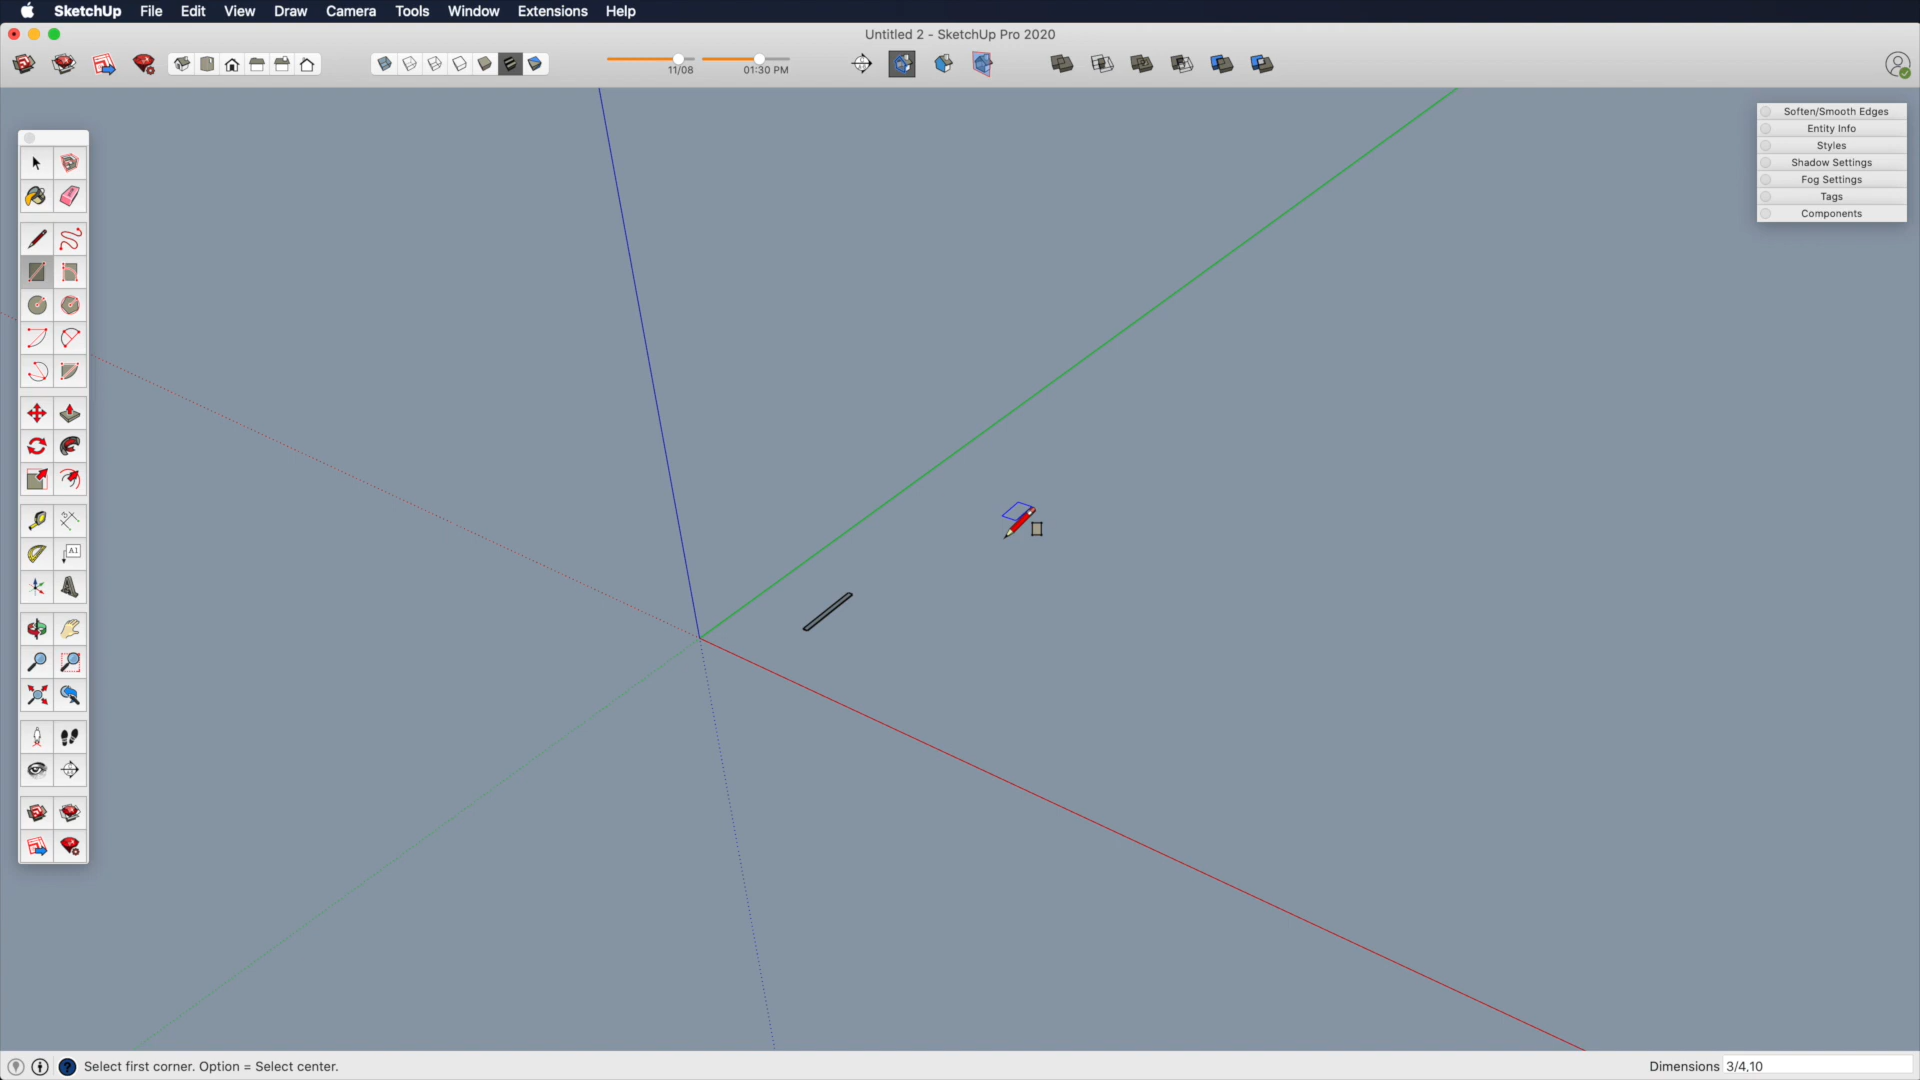 SketchUp File Edit View Draw Camera Tools Window Extensions Help
Untitled 2 - SketchUp Pro 2020
11/08 01:30 PM
Soften/Smooth Edges
Entity Info
Styles
Shadow Settings
Fog Settings
Tags
Components
A1
Select first corner. Option = Select center.
Dimensions 3/4,10